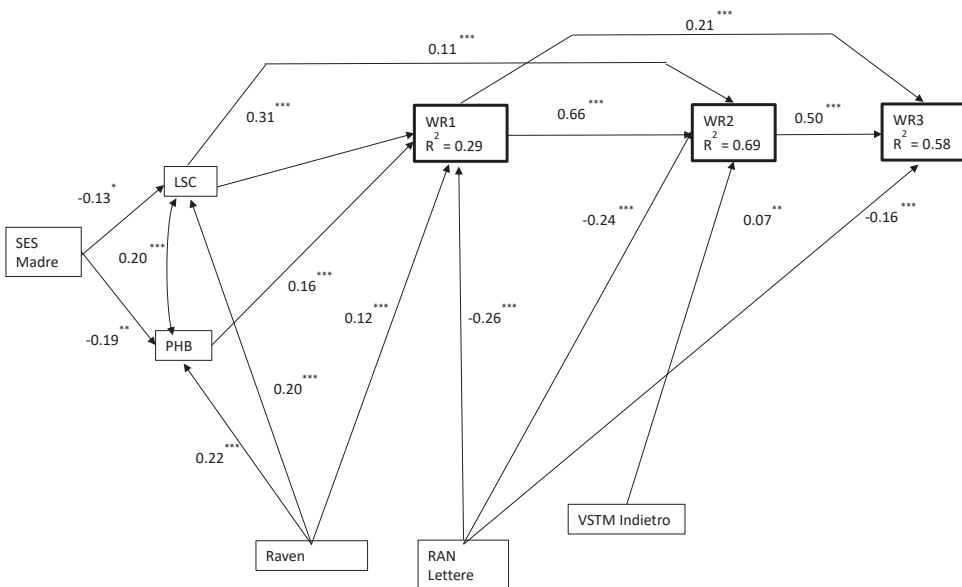 0.21***
0.11***
0.31***
WR1
R² = 0.29
0.66***
WR2
R² = 0.69
0.50***
WR3
R² = 0.58
LSC
-0.13*
SES
Madre
0.20***
-0.24***
0.07**
-0.16***
0.16***
0.12***
-0.26***
-0.19**
PHB
0.20***
0.22***
VSTM Indietro
Raven
RAN
Lettere